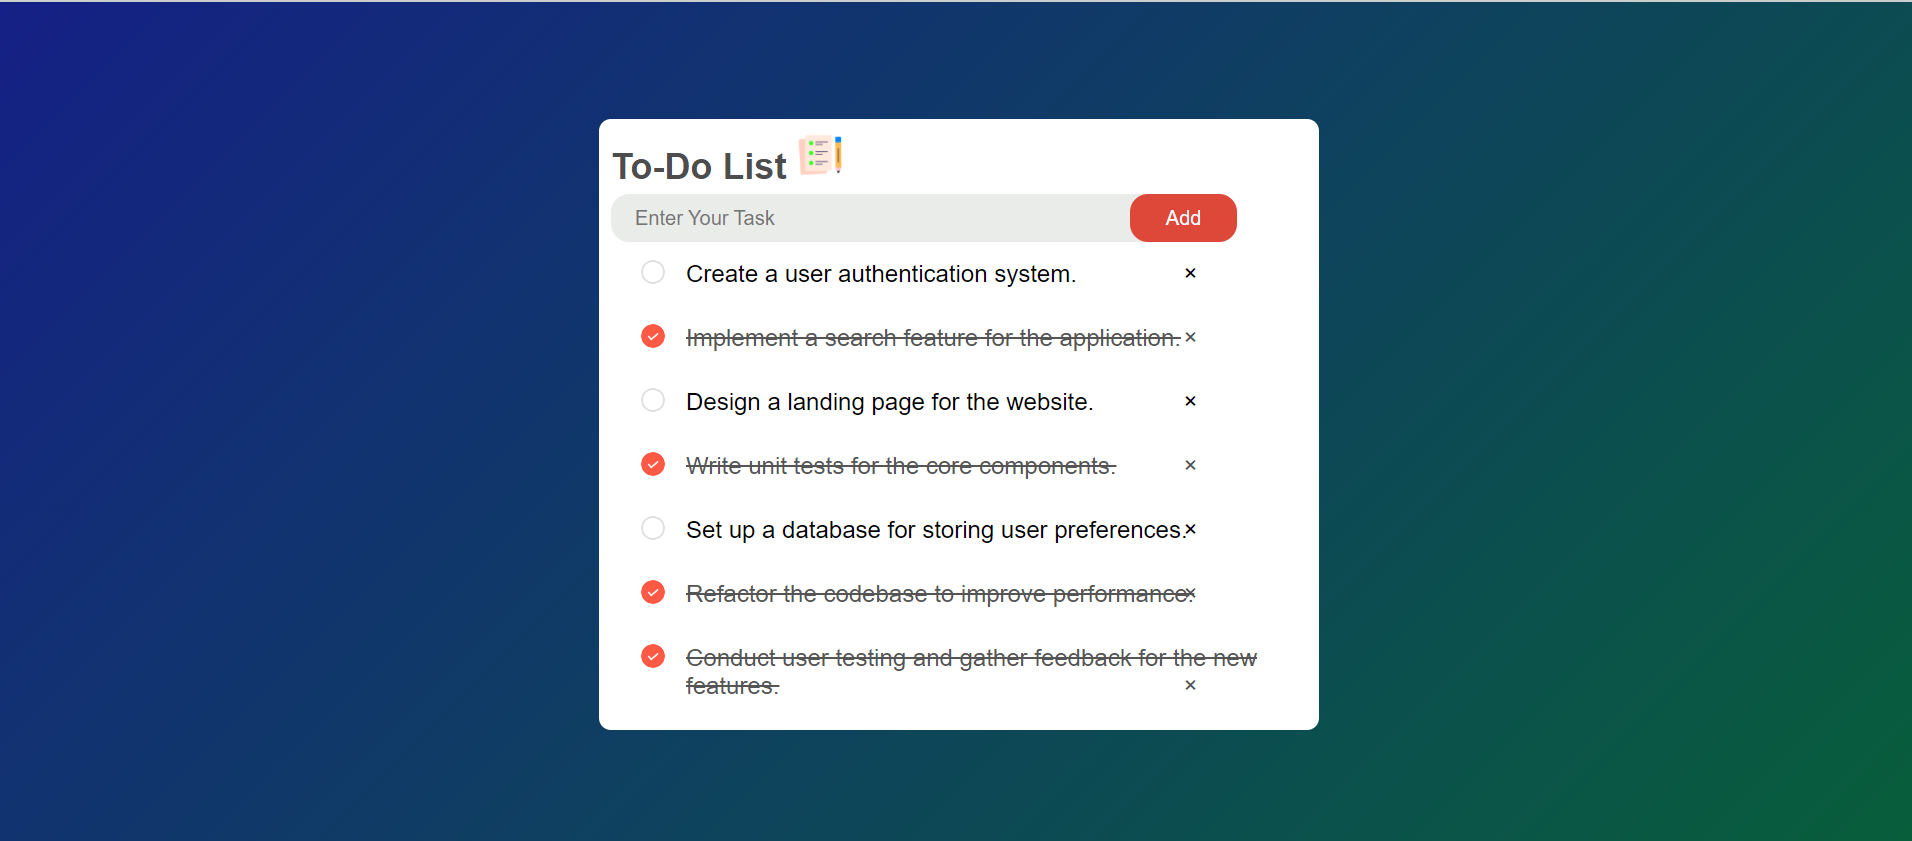 To-Do List
Enter Your Task
Add
Create a user authentication system. ×
Implement a search feature for the application. ×
Design a landing page for the website. ×
Write unit tests for the core components. ×
Set up a database for storing user preferences. ×
Refactor the codebase to improve performance. ×
Conduct user testing and gather feedback for the new
features. ×